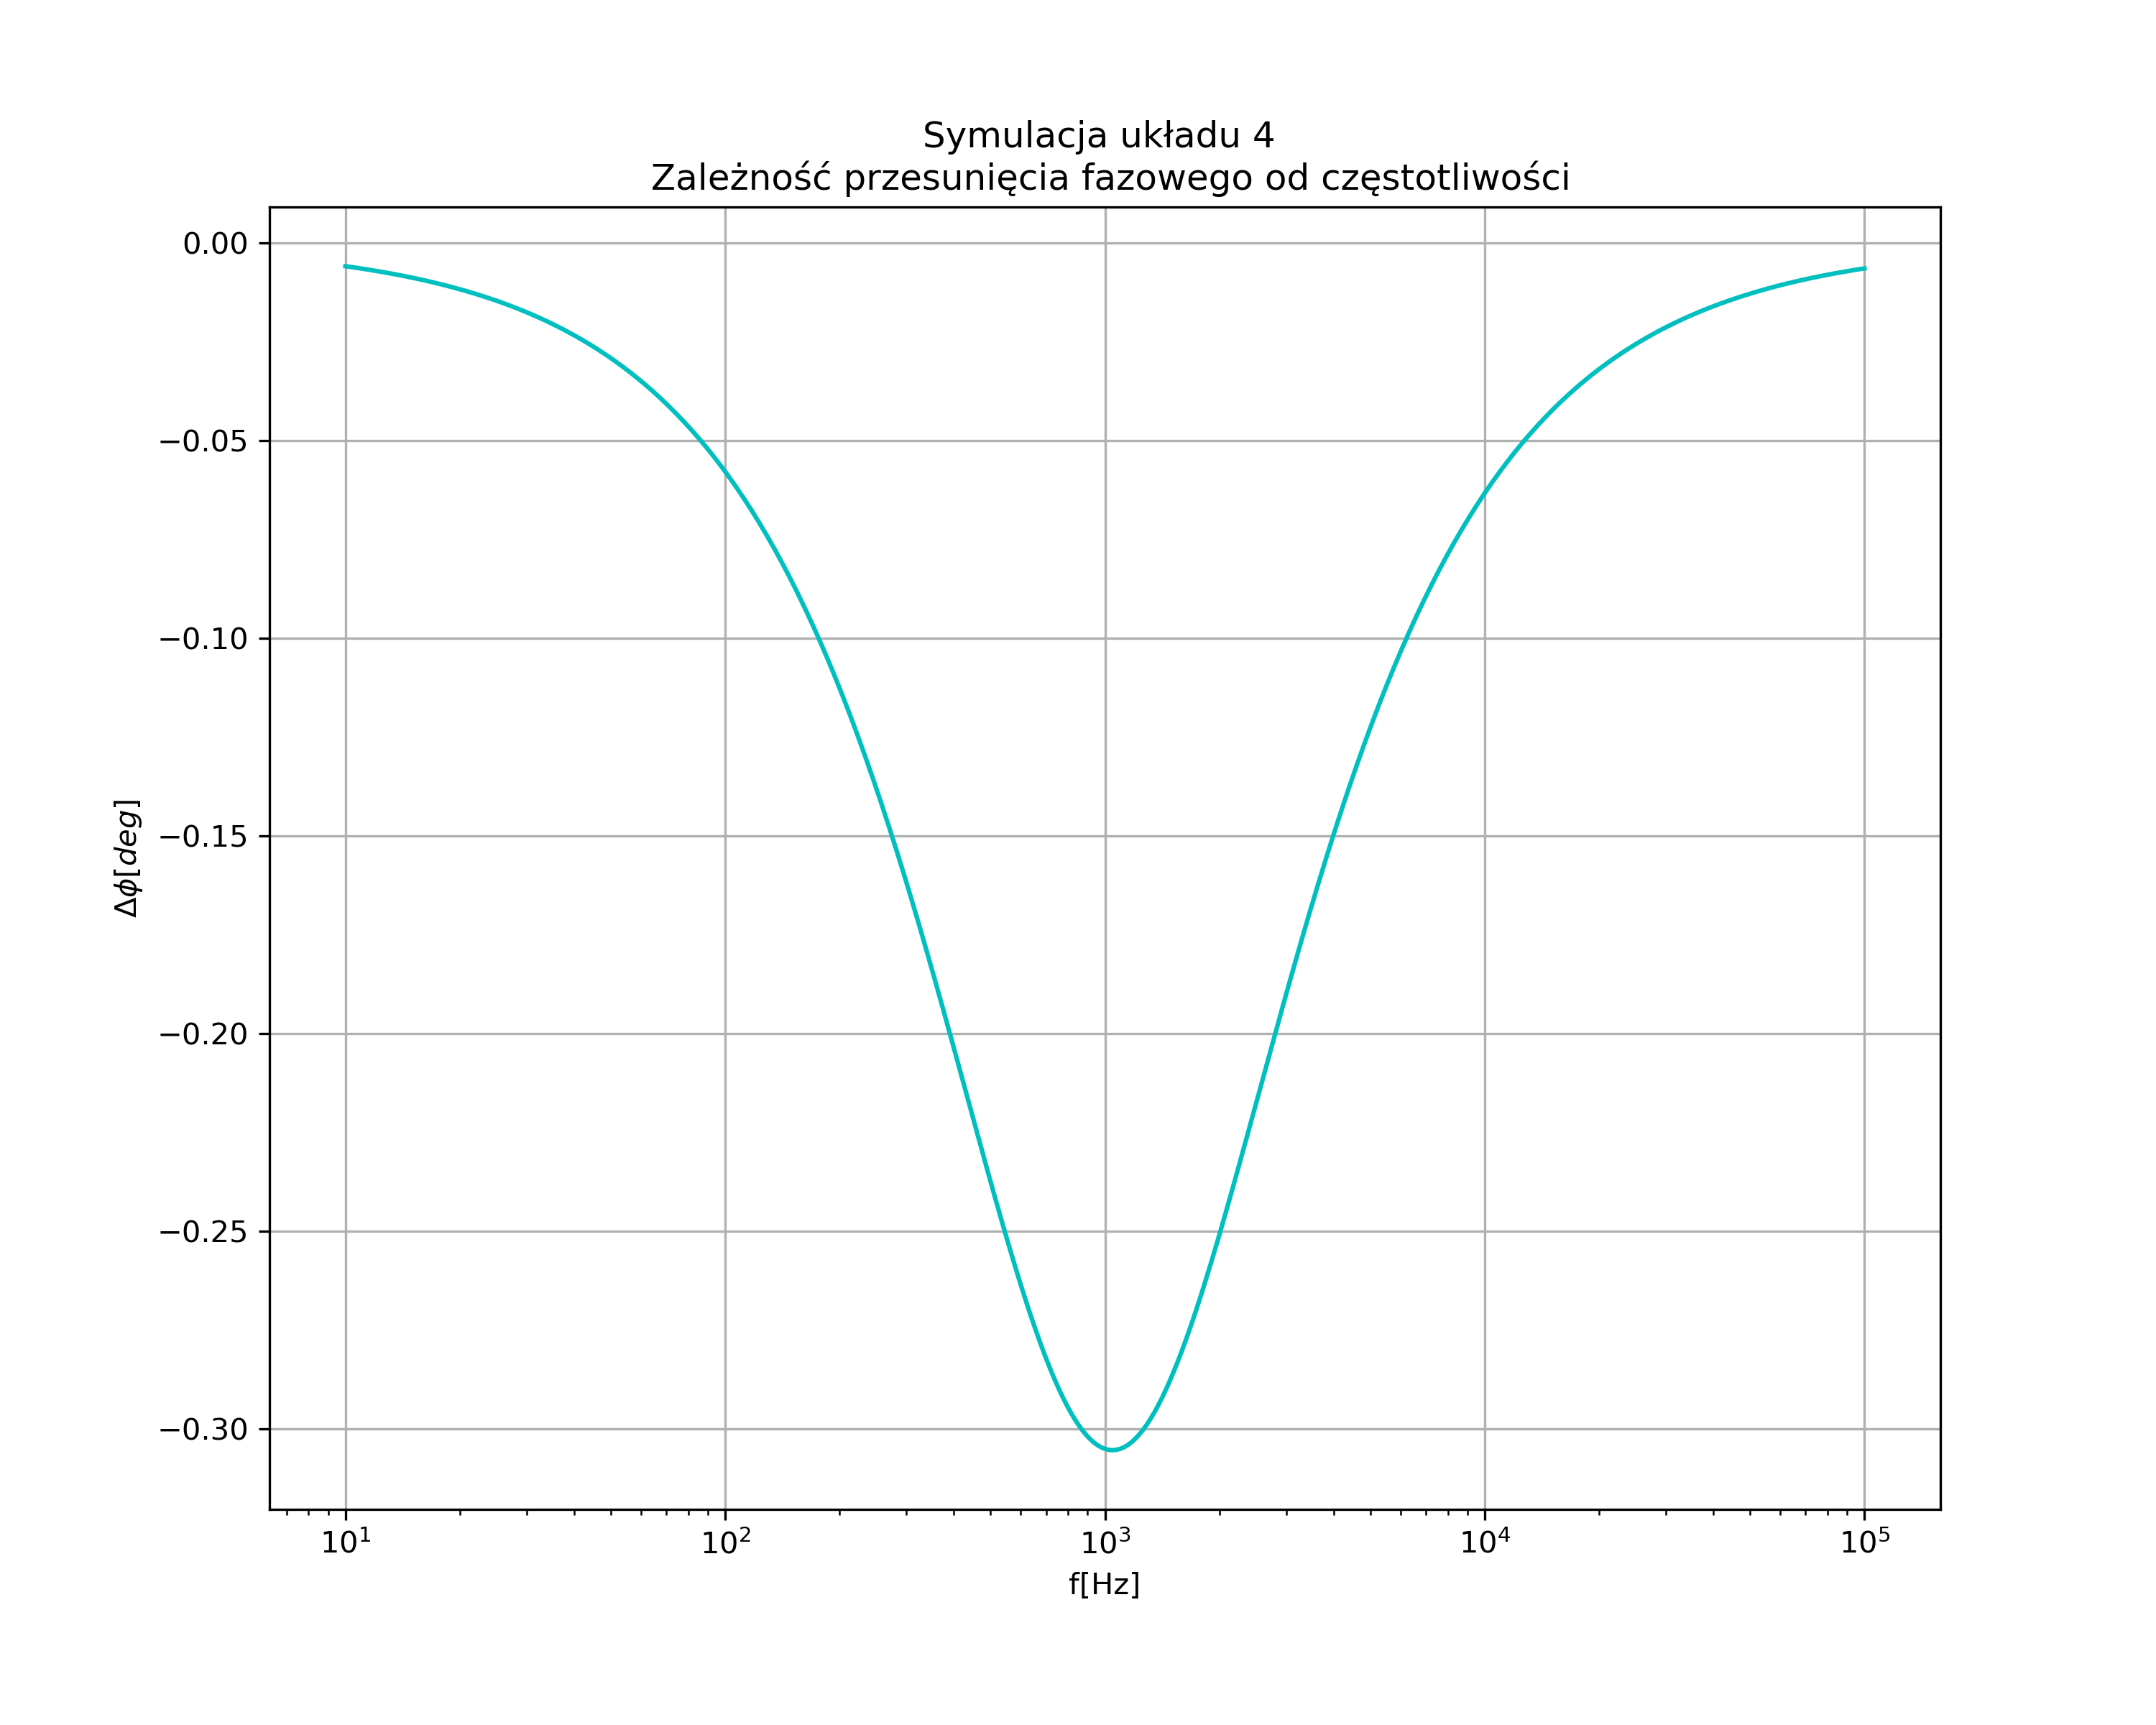 Symulacja układu 4
Zależność przesunięcia fazowego od częstotliwości
0.00
−0.05
−0.10
−0.15
−0.20
−0.25
−0.30
Δϕ[deg]
10¹ 10² 10³ 10⁴ 10⁵
f[Hz]